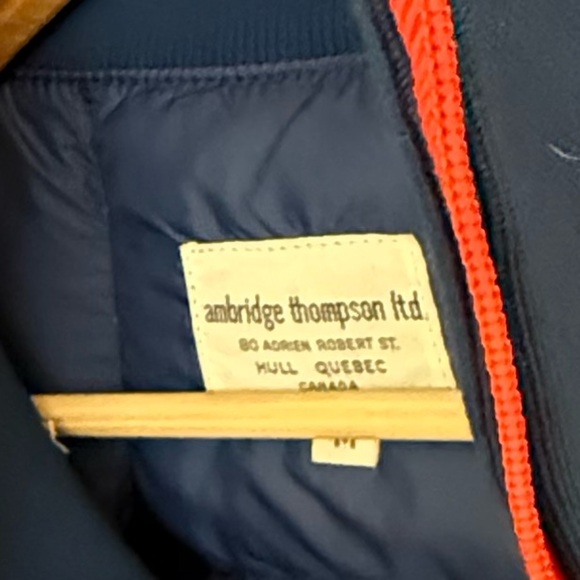 ambridge thompson ltd.
80 ADRIEN ROBERT ST.
HULL QUEBEC
CANADA
M